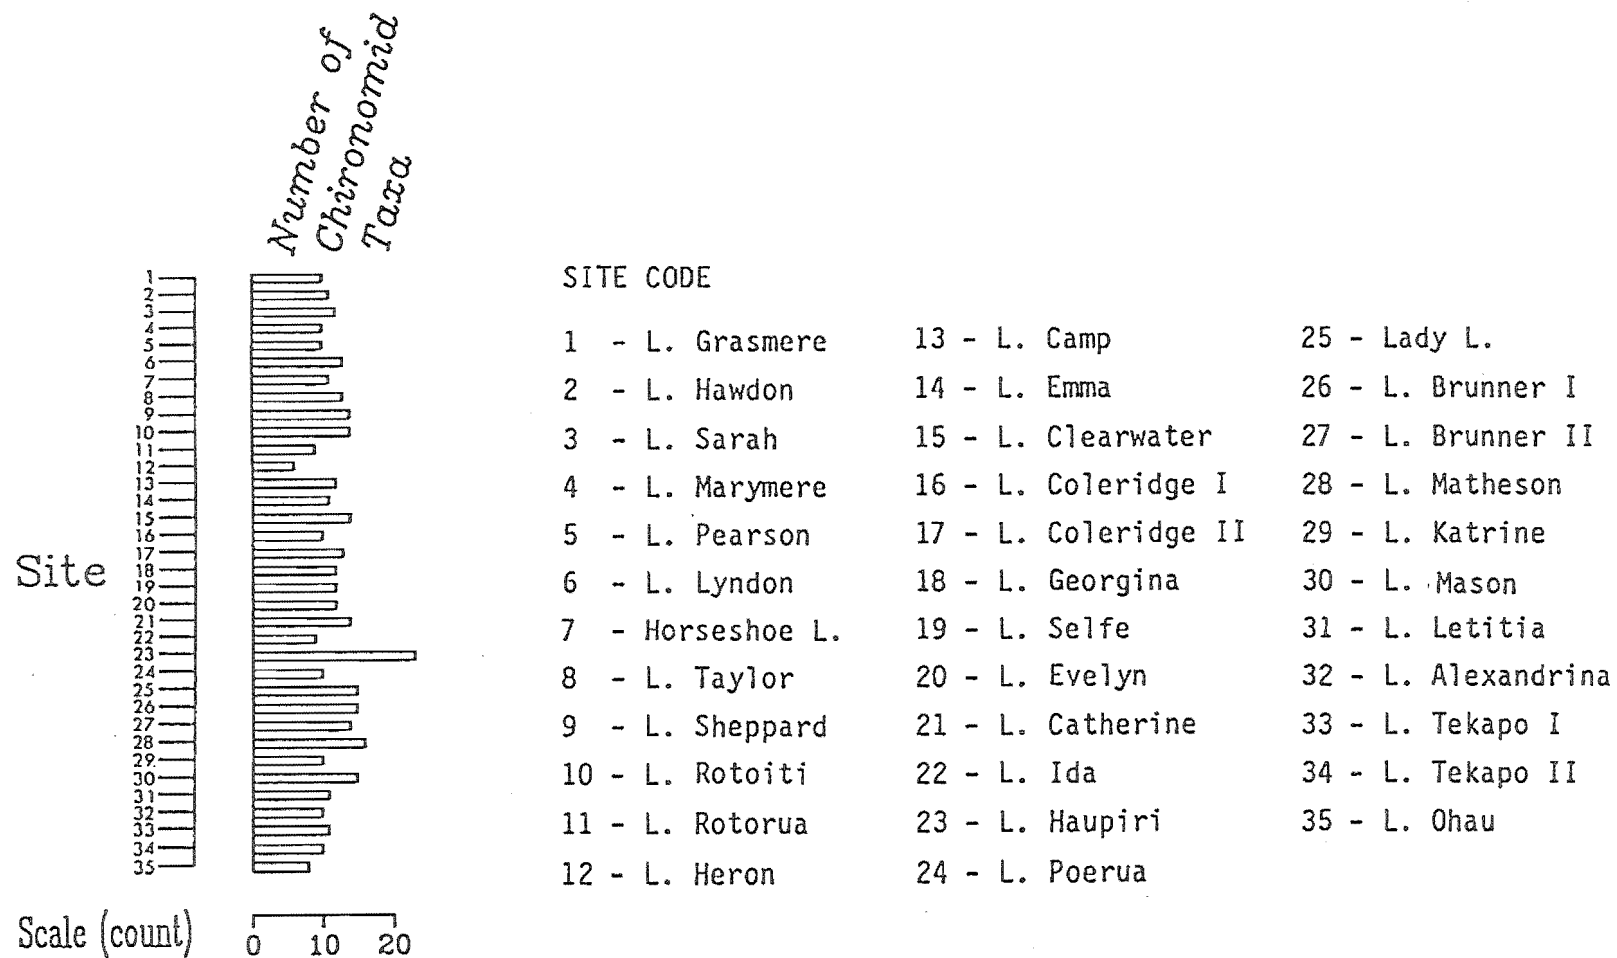 Number of
Chironomid
Taxa
SITE CODE
1 - L. Grasmere
2 - L. Hawdon
3 - L. Sarah
4 - L. Marymere
5 - L. Pearson
6 - L. Lyndon
7 - Horseshoe L.
8 - L. Taylor
9 - L. Sheppard
10 - L. Rotoiti
11 - L. Rotorua
12 - L. Heron
13 - L. Camp
14 - L. Emma
15 - L. Clearwater
16 - L. Coleridge I
17 - L. Coleridge II
18 - L. Georgina
19 - L. Selfe
20 - L. Evelyn
21 - L. Catherine
22 - L. Ida
23 - L. Haupiri
24 - L. Poerua
25 - Lady L.
26 - L. Brunner I
27 - L. Brunner II
28 - L. Matheson
29 - L. Katrine
30 - L. Mason
31 - L. Letitia
32 - L. Alexandrina
33 - L. Tekapo I
34 - L. Tekapo II
35 - L. Ohau
Site
1
2
3
4
5
6
7
8
9
10
11
12
13
14
15
16
17
18
19
20
21
22
23
24
25
26
27
28
29
30
31
32
33
34
35
Scale (count)
0 10 20